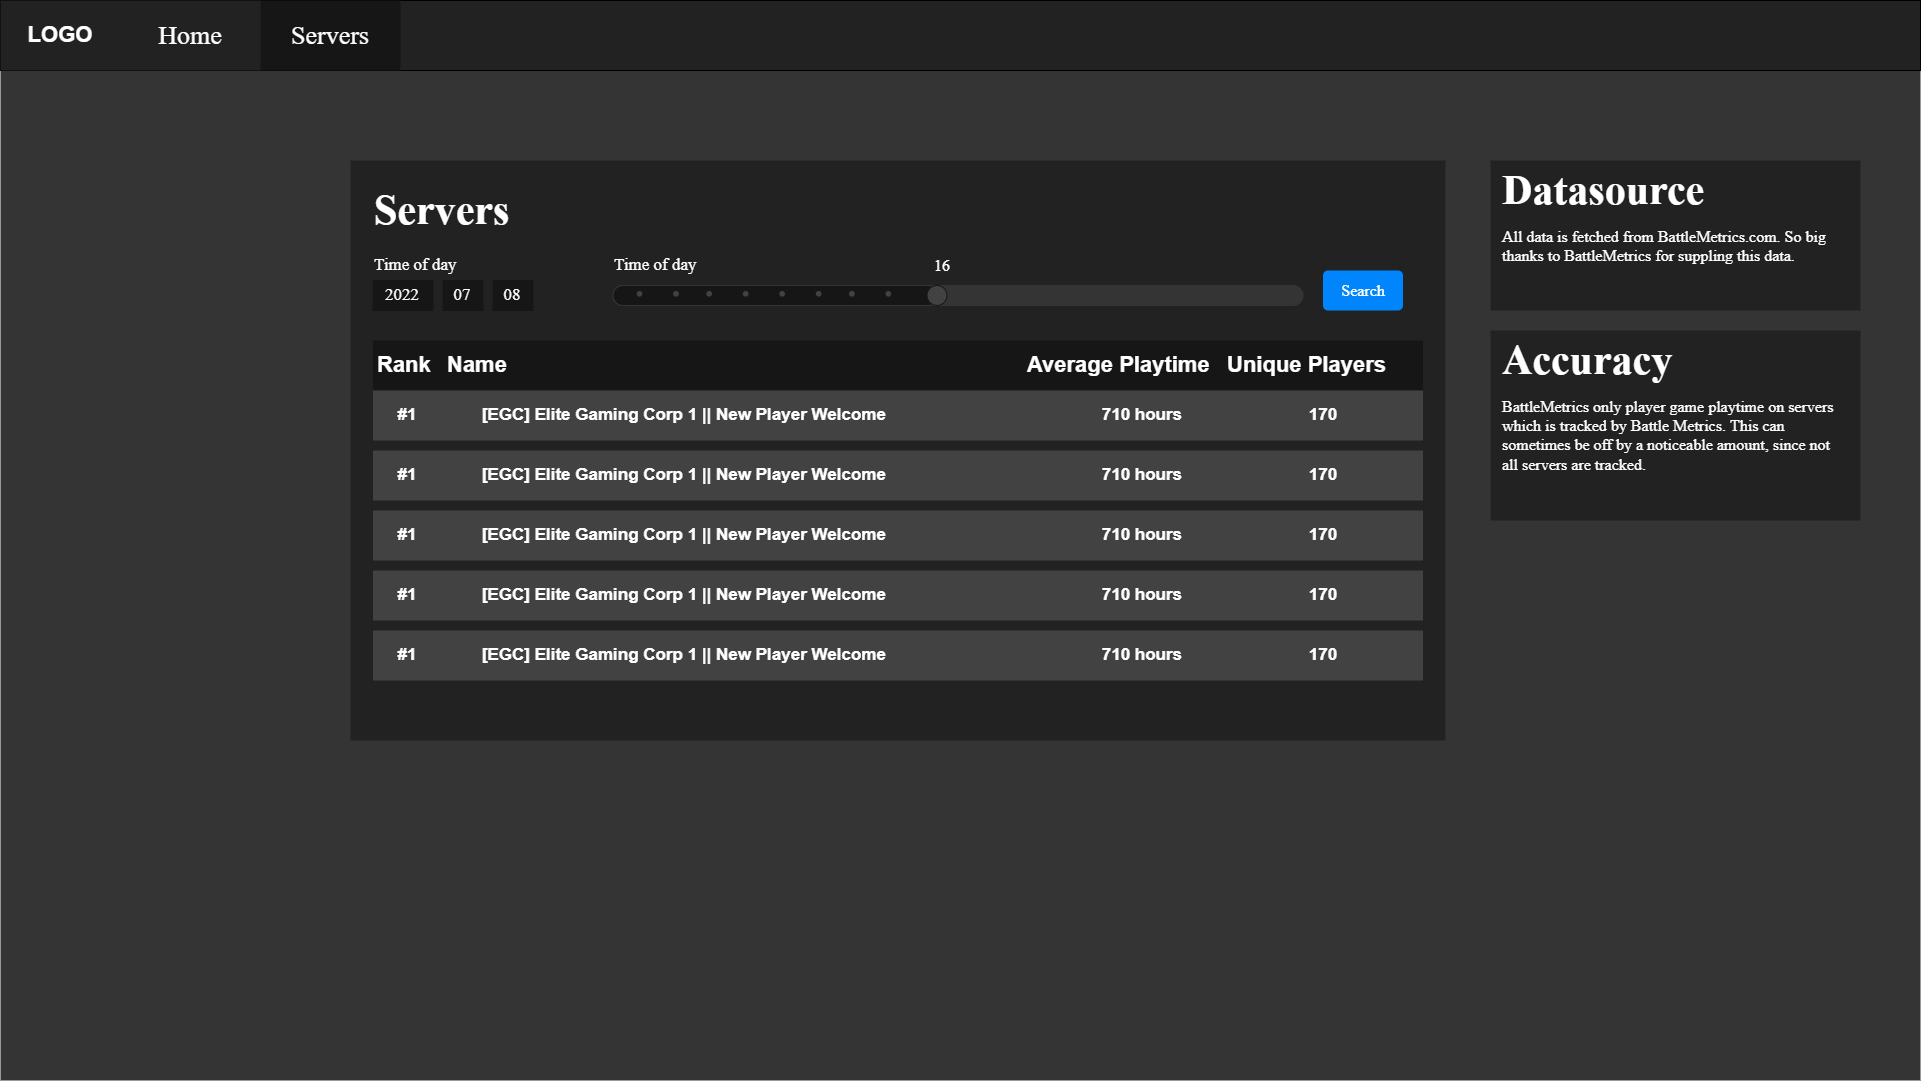 LOGO Home Servers
Servers
Time of day
2022 07 08
Time of day 16
Search
Rank Name Average Playtime Unique Players
#1 [EGC] Elite Gaming Corp 1 || New Player Welcome 710 hours 170
#1 [EGC] Elite Gaming Corp 1 || New Player Welcome 710 hours 170
#1 [EGC] Elite Gaming Corp 1 || New Player Welcome 710 hours 170
#1 [EGC] Elite Gaming Corp 1 || New Player Welcome 710 hours 170
#1 [EGC] Elite Gaming Corp 1 || New Player Welcome 710 hours 170
Datasource
All data is fetched from BattleMetrics.com. So big
thanks to BattleMetrics for suppling this data.
Accuracy
BattleMetrics only player game playtime on servers
which is tracked by Battle Metrics. This can
sometimes be off by a noticeable amount, since not
all servers are tracked.